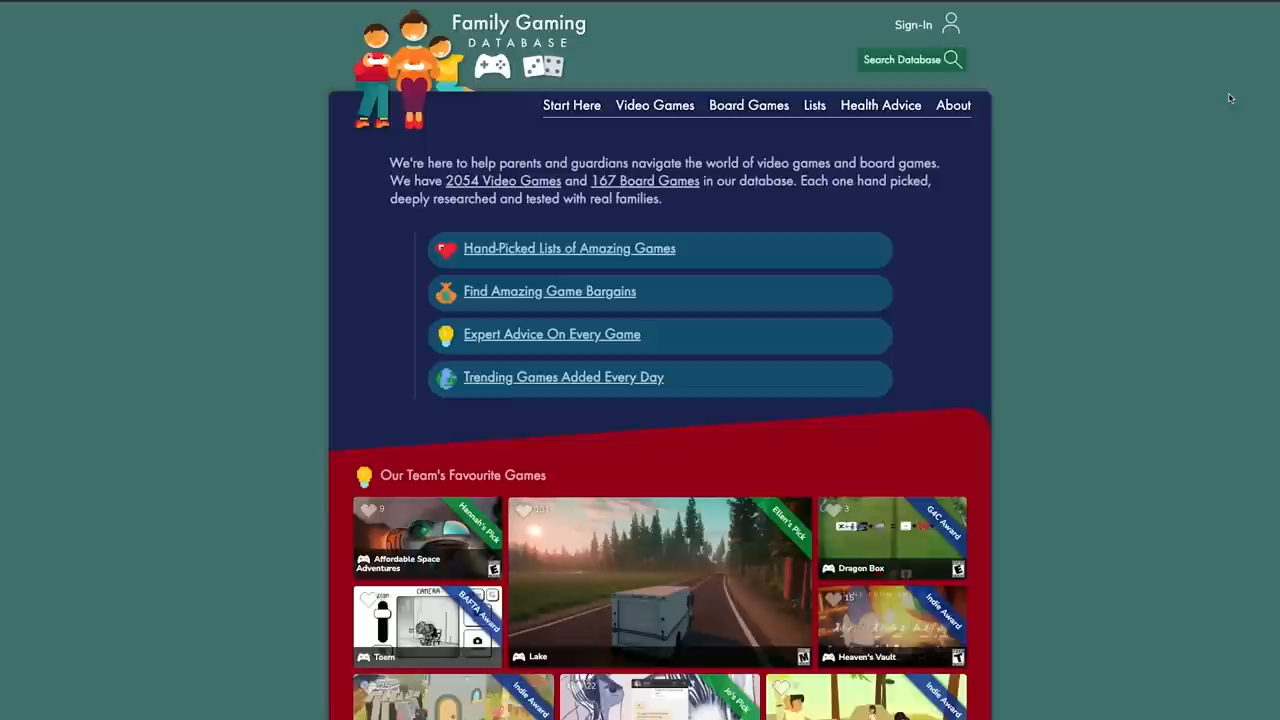 Family Gaming
DATABASE
Sign-In
Search Database
Start Here Video Games Board Games Lists Health Advice About
We're here to help parents and guardians navigate the world of video games and board games.
We have 2054 Video Games and 167 Board Games in our database. Each one hand picked,
deeply researched and tested with real families.
Hand-Picked Lists of Amazing Games
Find Amazing Game Bargains
Expert Advice On Every Game
Trending Games Added Every Day
Our Team's Favourite Games
9
Hannah's Pick
Affordable Space
Adventures
E
131
Ellen's Pick
Lake
M
3
G4C Award
Dragon Box
E
CAMERA
BAFTA Award
Toem
15
Indie Award
Heaven's Vault
T
Indie Award
22
Jo's Pick
Indie Award